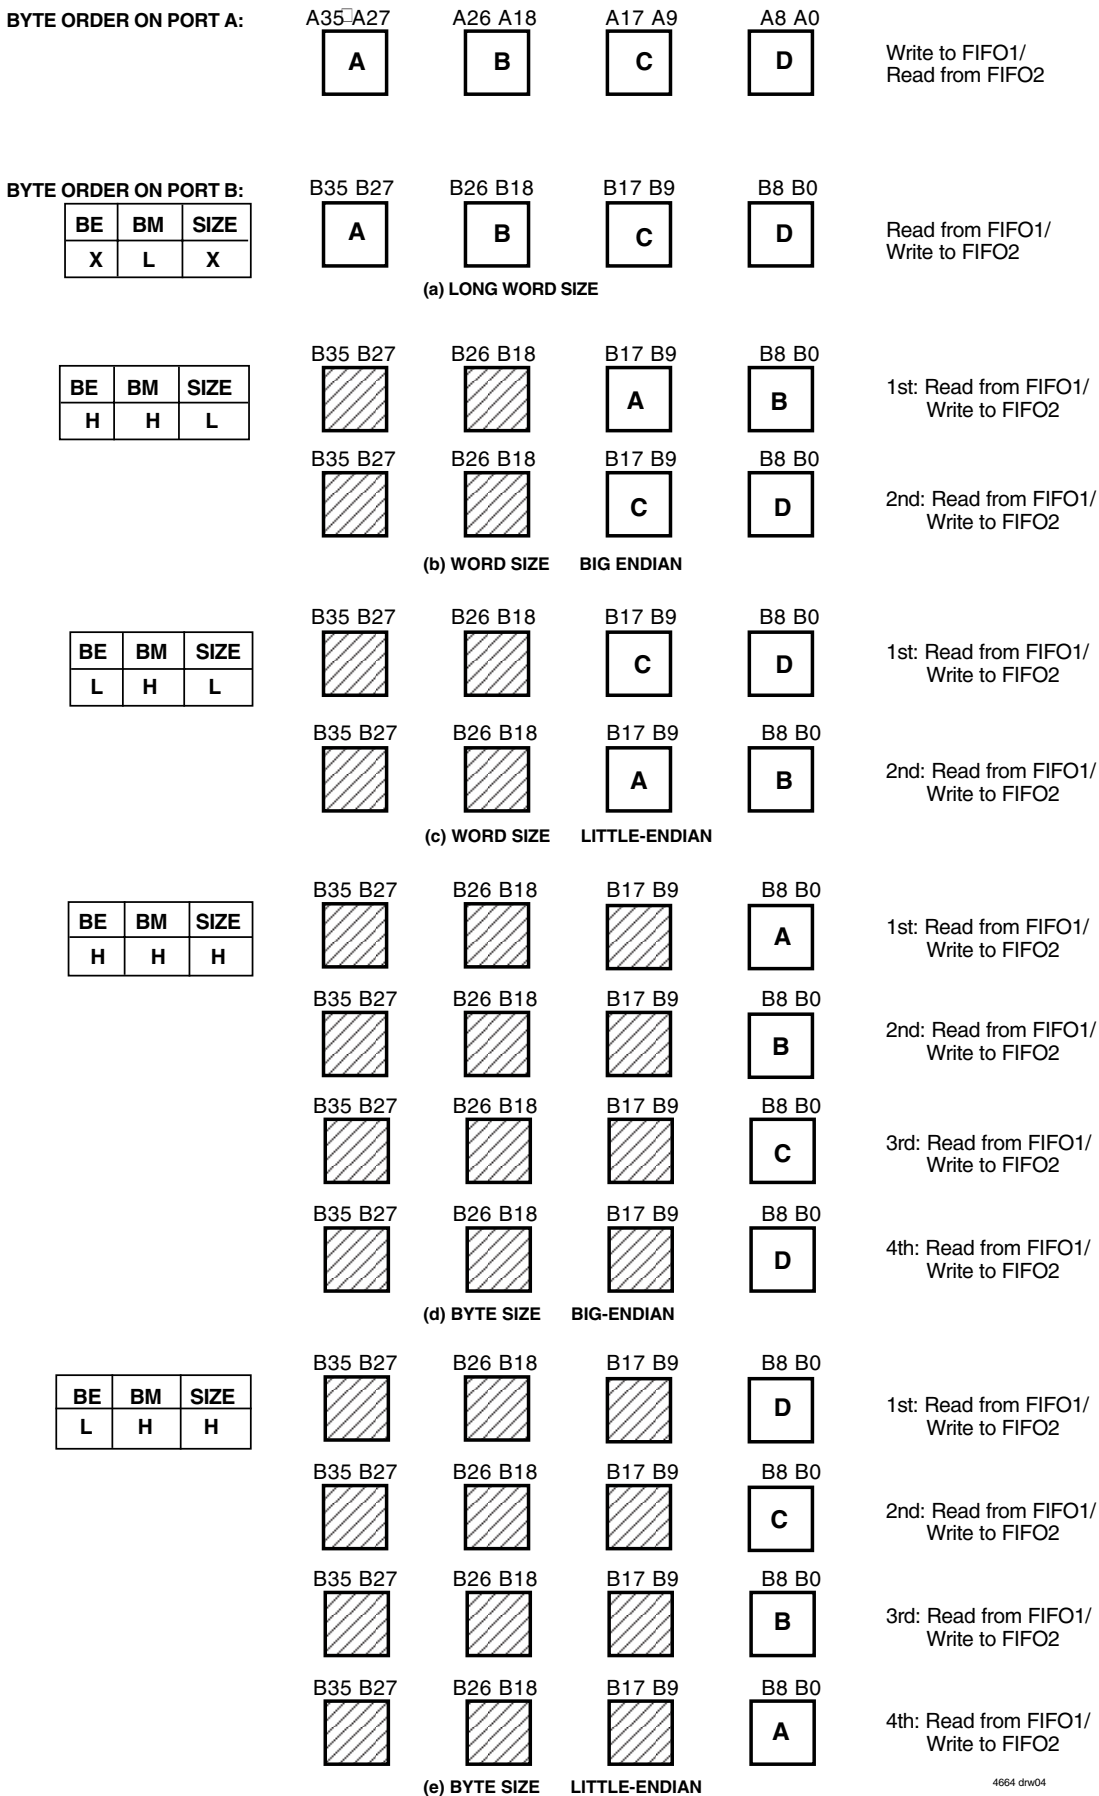 BYTE ORDER ON PORT A:
A35□A27 A26 A18 A17 A9 A8 A0
A B C D
Write to FIFO1/
Read from FIFO2
BYTE ORDER ON PORT B:
B35 B27 B26 B18 B17 B9 B8 B0
BE BM SIZE
X L X
A B C D
Read from FIFO1/
Write to FIFO2
(a) LONG WORD SIZE
B35 B27 B26 B18 B17 B9 B8 B0
BE BM SIZE
H H L
A B
1st: Read from FIFO1/
Write to FIFO2
B35 B27 B26 B18 B17 B9 B8 B0
C D
2nd: Read from FIFO1/
Write to FIFO2
(b) WORD SIZE BIG ENDIAN
B35 B27 B26 B18 B17 B9 B8 B0
BE BM SIZE
L H L
C D
1st: Read from FIFO1/
Write to FIFO2
B35 B27 B26 B18 B17 B9 B8 B0
A B
2nd: Read from FIFO1/
Write to FIFO2
(c) WORD SIZE LITTLE-ENDIAN
B35 B27 B26 B18 B17 B9 B8 B0
BE BM SIZE
H H H
A
1st: Read from FIFO1/
Write to FIFO2
B35 B27 B26 B18 B17 B9 B8 B0
B
2nd: Read from FIFO1/
Write to FIFO2
B35 B27 B26 B18 B17 B9 B8 B0
C
3rd: Read from FIFO1/
Write to FIFO2
B35 B27 B26 B18 B17 B9 B8 B0
D
4th: Read from FIFO1/
Write to FIFO2
(d) BYTE SIZE BIG-ENDIAN
B35 B27 B26 B18 B17 B9 B8 B0
BE BM SIZE
L H H
D
1st: Read from FIFO1/
Write to FIFO2
B35 B27 B26 B18 B17 B9 B8 B0
C
2nd: Read from FIFO1/
Write to FIFO2
B35 B27 B26 B18 B17 B9 B8 B0
B
3rd: Read from FIFO1/
Write to FIFO2
B35 B27 B26 B18 B17 B9 B8 B0
A
4th: Read from FIFO1/
Write to FIFO2
(e) BYTE SIZE LITTLE-ENDIAN
4664 drw04